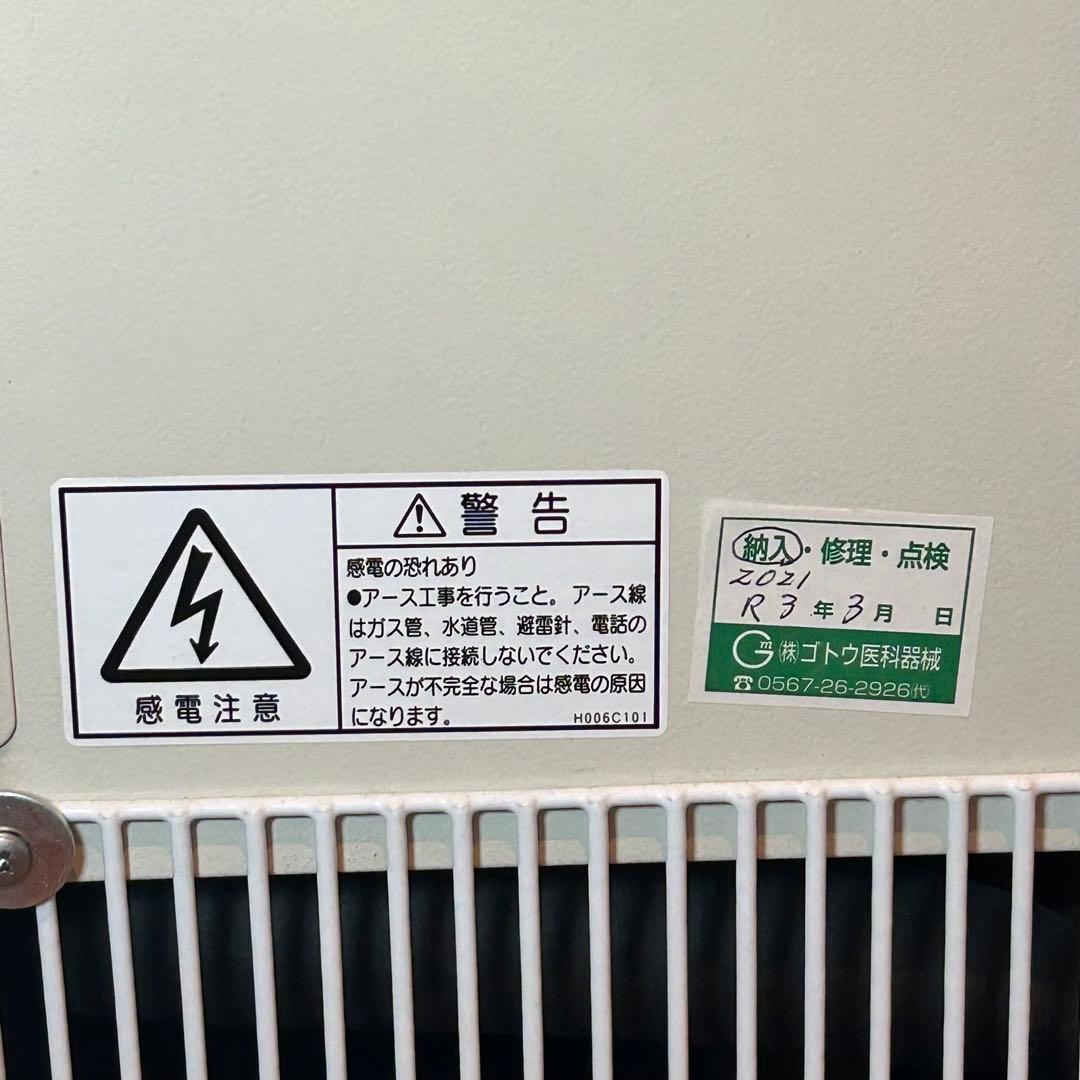 感電注意
警告
感電の恐れあり
●アース工事を行うこと。アース線
はガス管、水道管、避雷針、電話の
アース線に接続しないでください。
アースが不完全な場合は感電の原因
になります。
H006C101
納入・修理・点検
2021
R3年3月 日
Gm(株)ゴトウ医科器械
☎0567-26-2926(代)